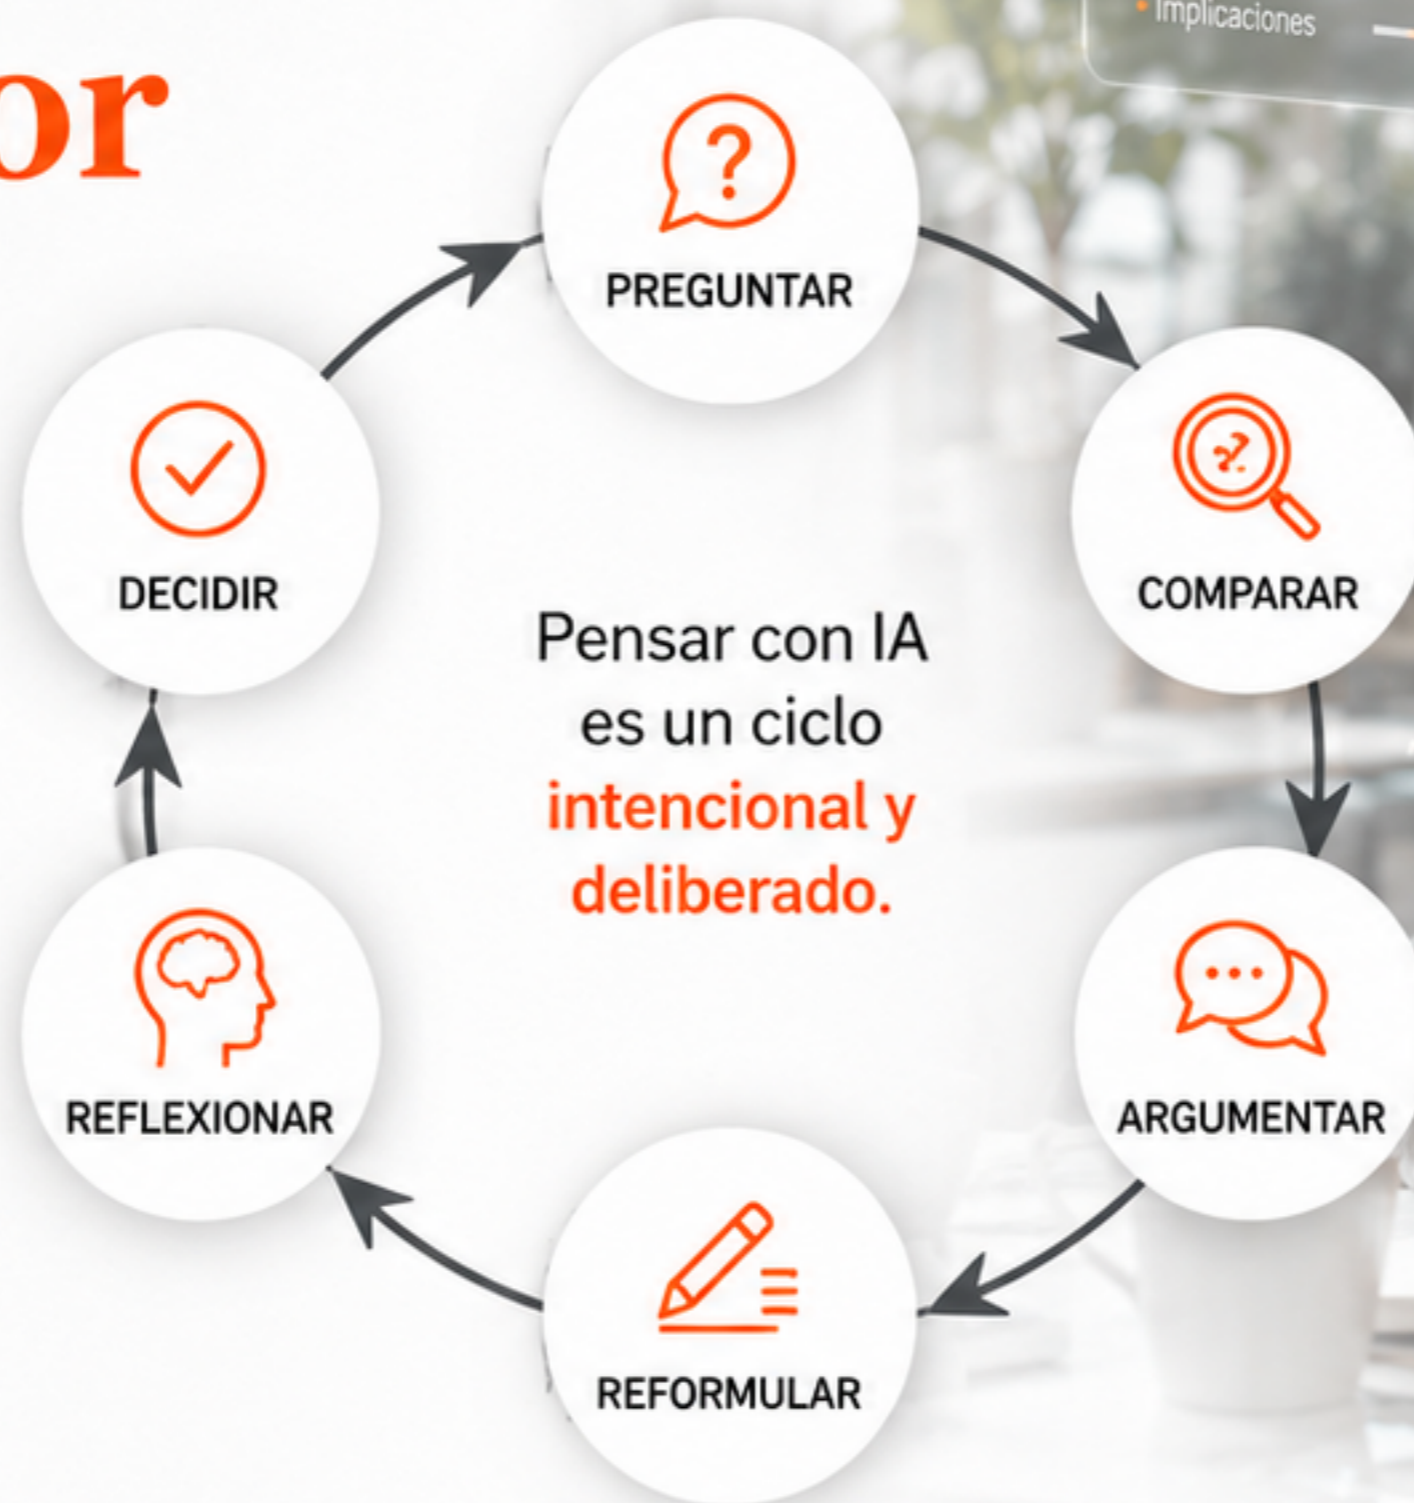 or
Implicaciones
PREGUNTAR
COMPARAR
ARGUMENTAR
REFORMULAR
REFLEXIONAR
DECIDIR
Pensar con IA
es un ciclo
intencional y
deliberado.